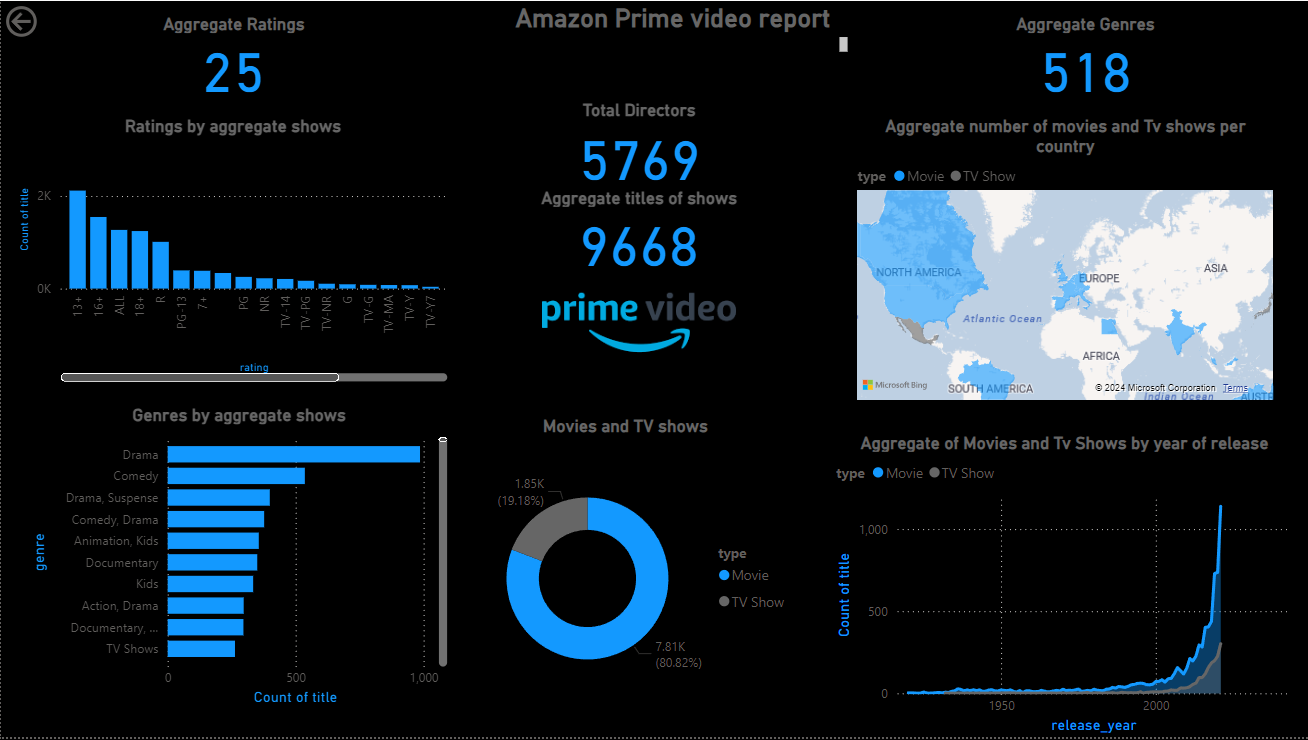 Amazon Prime video report
Aggregate Ratings
25
Ratings by aggregate shows
Count of title
2K
0K
13+
16+
ALL
18+
R
PG-13
7+
PG
NR
TV-14
TV-PG
TV-NR
G
TV-G
TV-MA
TV-Y
TV-Y7
rating
Genres by aggregate shows
genre
Drama
Comedy
Drama, Suspense
Comedy, Drama
Animation, Kids
Documentary
Kids
Action, Drama
Documentary, ...
TV Shows
0
500
1,000
Count of title
Total Directors
5769
Aggregate titles of shows
9668
prime video
Movies and TV shows
1.85K
(19.18%)
7.81K
(80.82%)
type
Movie
TV Show
Aggregate Genres
518
Aggregate number of movies and Tv shows per
country
type Movie TV Show
NORTH AMERICA
EUROPE
ASIA
Atlantic Ocean
AFRICA
SOUTH AMERICA
Microsoft Bing
© 2024 Microsoft Corporation Terms
Indian Ocean
AUSTR
Aggregate of Movies and Tv Shows by year of release
type Movie TV Show
Count of title
1,000
500
0
1950
2000
release_year